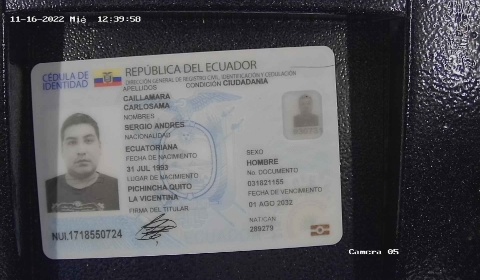 11-16-2022 Mié 12:39:58
CÉDULA DE
IDENTIDAD
REPÚBLICA DEL ECUADOR
DIRECCIÓN GENERAL DE REGISTRO CIVIL, IDENTIFICACIÓN Y CEDULACIÓN
APELLIDOS
CONDICIÓN CIUDADANÍA
CAILLAMARA
CARLOSAMA
NOMBRES
SERGIO ANDRES
NACIONALIDAD
ECUATORIANA
FECHA DE NACIMIENTO
31 JUL 1993
LUGAR DE NACIMIENTO
PICHINCHA QUITO
LA VICENTINA
FIRMA DEL TITULAR
SEXO
HOMBRE
No. DOCUMENTO
031621155
FECHA DE VENCIMIENTO
01 AGO 2032
NAT/CAN
289279
NUI.1718550724
Camera 05